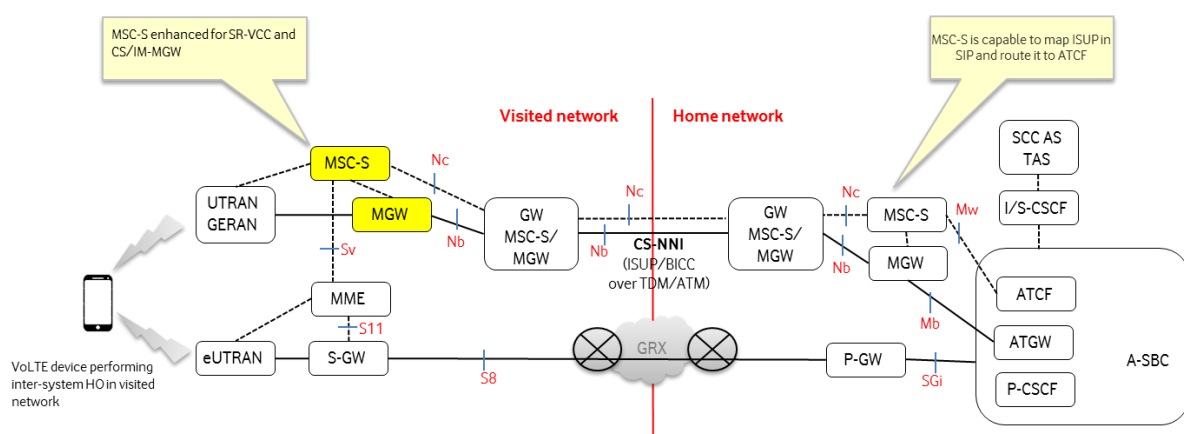 MSC-S enhanced for SR-VCC and
CS/IM-MGW
MSC-S is capable to map ISUP in
SIP and route it to ATCF
Visited network
Home network
SCC AS
TAS
MSC-S
Nc
UTRAN
GERAN
MGW
Nb
GW
MSC-S/
MGW
Nc
Nb
CS-NNI
(ISUP/BICC
over TDM/ATM)
GW
MSC-S/
MGW
Nc
MSC-S
Mw
I/S-CSCF
Nb
MGW
Sv
MME
S11
ATCF
Mb
eUTRAN
S-GW
S8
GRX
P-GW
SGi
ATGW
A-SBC
P-CSCF
VoLTE device performing
inter-system HO in visited
network